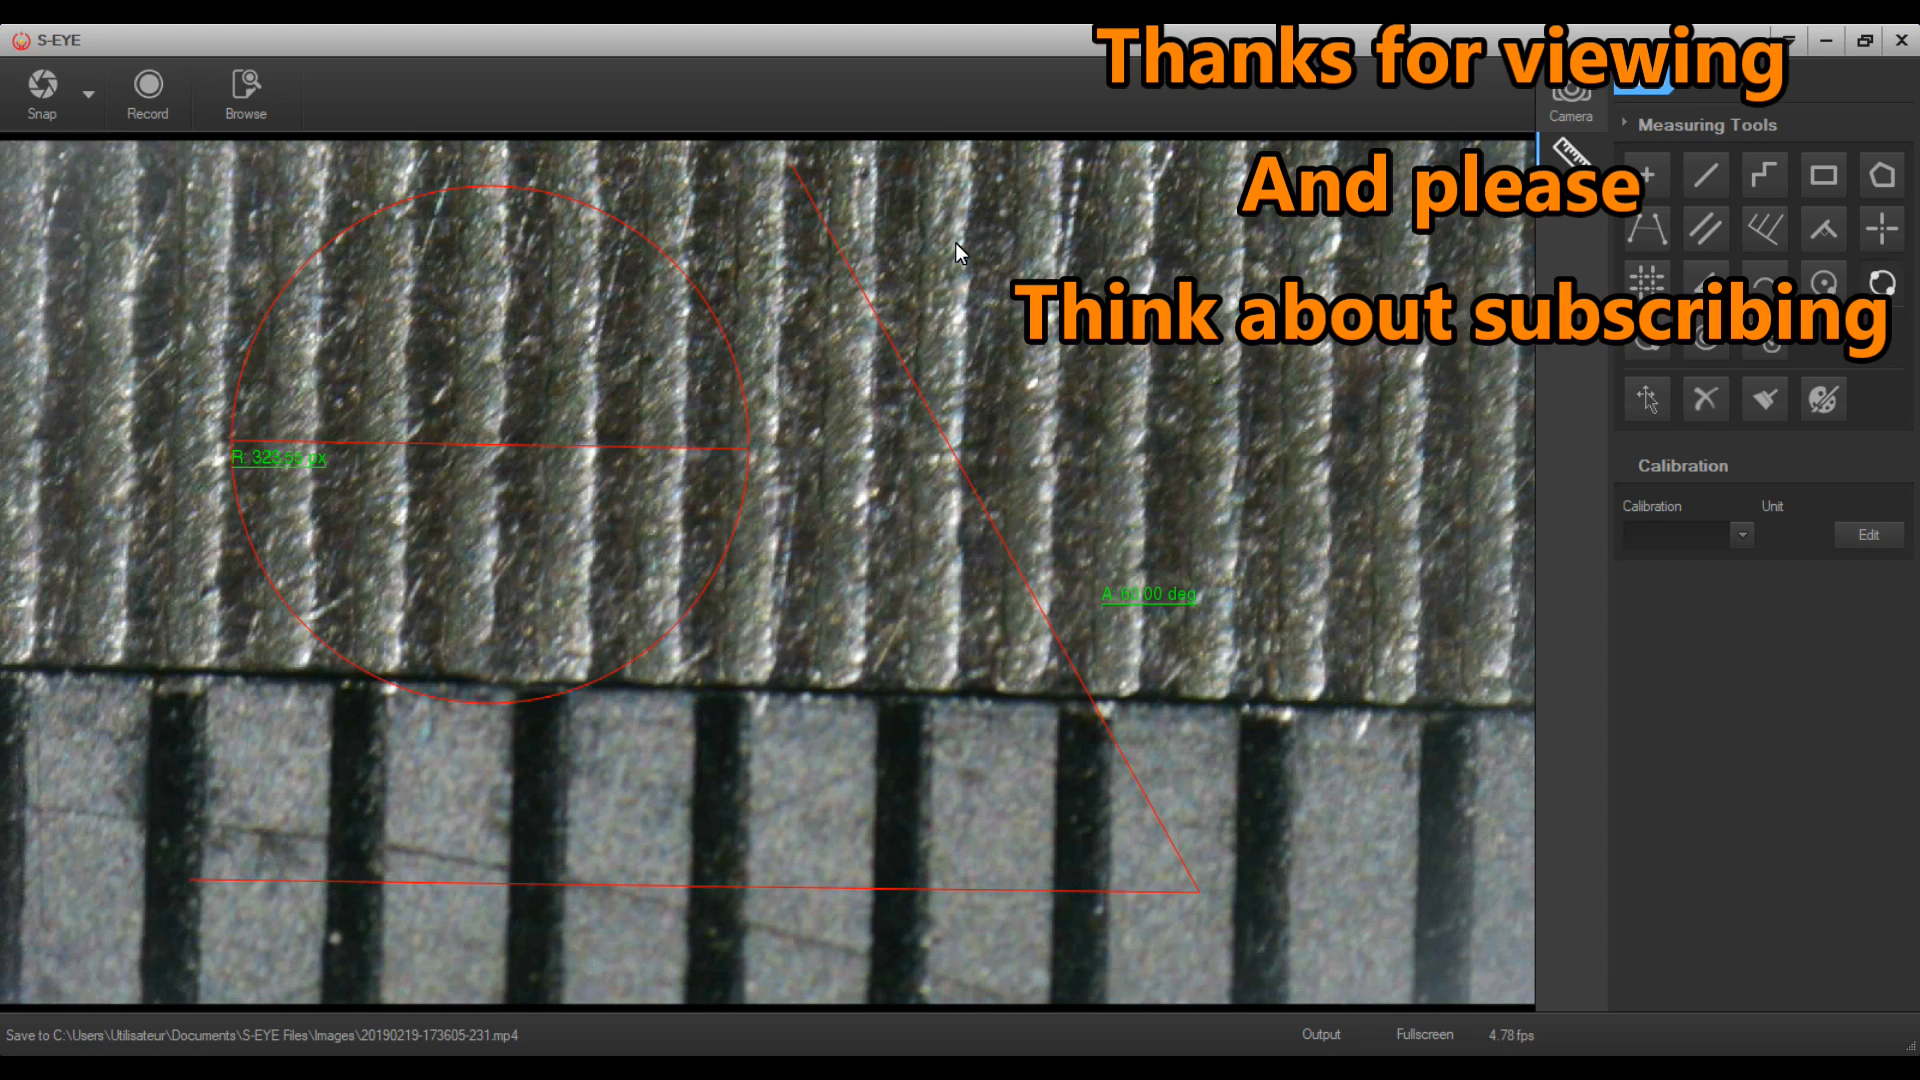 S-EYE
Thanks for viewing
Snap
Record
Browse
Camera
Measuring Tools
And please
Think about subscribing
R: 323.55 px
Calibration
Calibration
Unit
Edit
A: 60.00 deg
Save to C:\Users\Utilisateur\Documents\S-EYE Files\Images\20190219-173605-231.mp4
Output
Fullscreen
4.78 fps